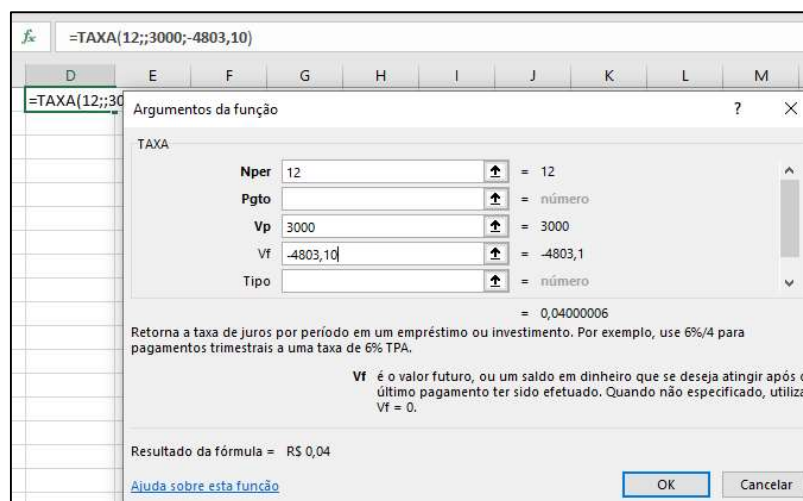 fx =TAXA(12;;3000;-4803,10)
D E F G H I J K L M
=TAXA(12;;30
Argumentos da função ? X
TAXA
Nper 12 = 12
Pgto = número
Vp 3000 = 3000
Vf -4803,10 = -4803,1
Tipo = número
= 0,04000006
Retorna a taxa de juros por período em um empréstimo ou investimento. Por exemplo, use 6%/4 para
pagamentos trimestrais a uma taxa de 6% TPA.
Vf é o valor futuro, ou um saldo em dinheiro que se deseja atingir após o
último pagamento ter sido efetuado. Quando não especificado, utiliza
Vf = 0.
Resultado da fórmula = R$ 0,04
Ajuda sobre esta função OK Cancelar